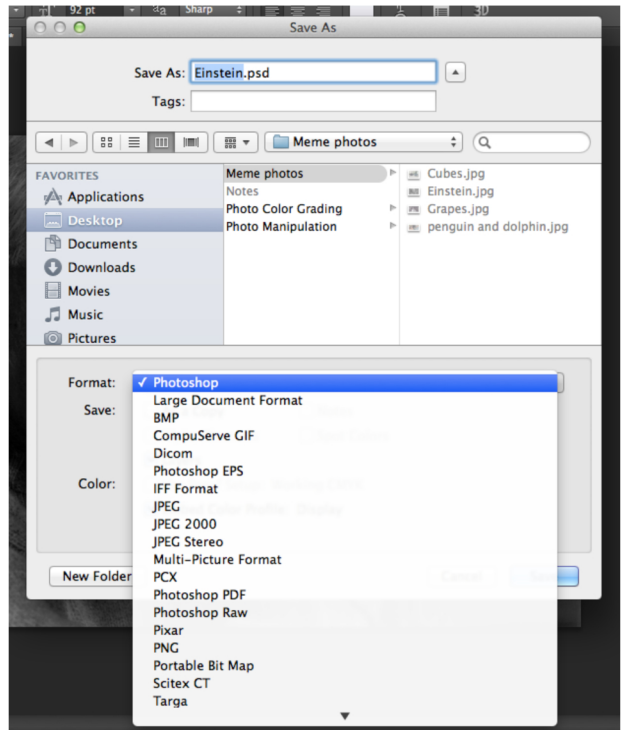 92 pt
Sharp
3D
Save As
Save As: Einstein.psd
Tags:
Meme photos
FAVORITES
Applications
Desktop
Documents
Downloads
Movies
Music
Pictures
Meme photos
Notes
Photo Color Grading
Photo Manipulation
Cubes.jpg
Einstein.jpg
Grapes.jpg
penguin and dolphin.jpg
Format:
Save:
Color:
✓ Photoshop
Large Document Format
BMP
CompuServe GIF
Dicom
Photoshop EPS
IFF Format
JPEG
JPEG 2000
JPEG Stereo
Multi-Picture Format
PCX
Photoshop PDF
Photoshop Raw
Pixar
PNG
Portable Bit Map
Scitex CT
Targa
New Folder
Cancel